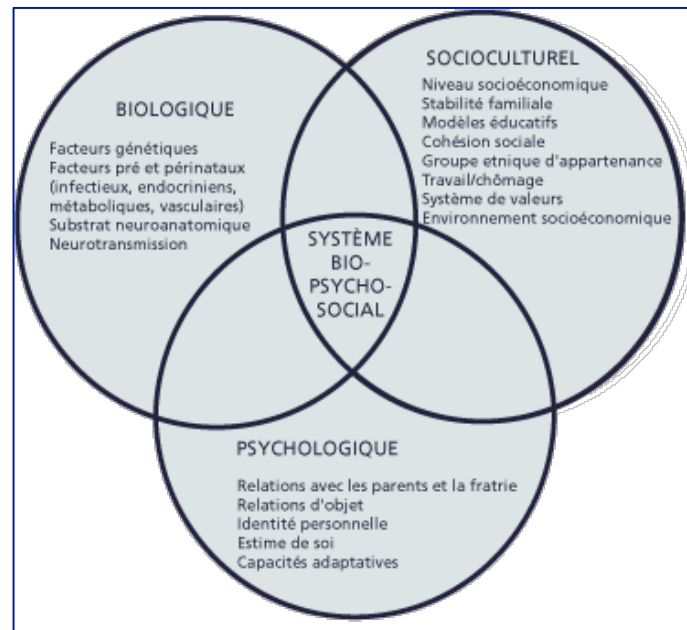 BIOLOGIQUE
Facteurs génétiques
Facteurs pré et périnataux
(infectieux, endocriniens,
métaboliques, vasculaires)
Substrat neuroanatomique
Neurotransmission
SOCIOCULTUREL
Niveau socioéconomique
Stabilité familiale
Modèles éducatifs
Cohésion sociale
Groupe etnique d'appartenance
Travail/chômage
Système de valeurs
Environnement socioéconomique
SYSTÈME
BIO-
PSYCHO-
SOCIAL
PSYCHOLOGIQUE
Relations avec les parents et la fratrie
Relations d'objet
Identité personnelle
Estime de soi
Capacités adaptatives